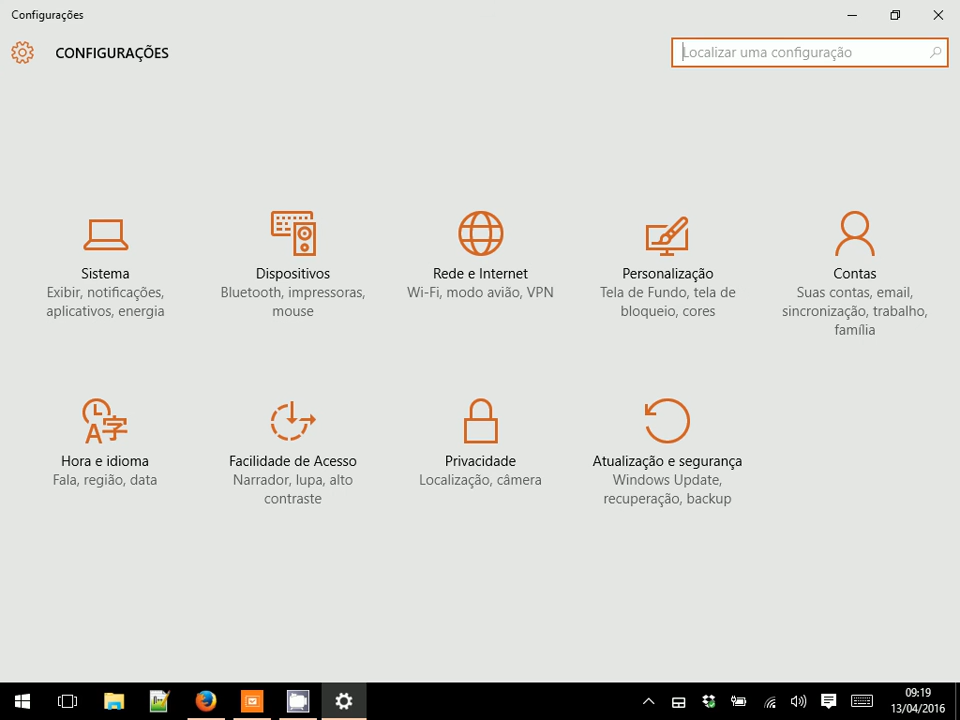 Configurações
CONFIGURAÇÕES
Localizar uma configuração
Sistema
Exibir, notificações,
aplicativos, energia
Dispositivos
Bluetooth, impressoras,
mouse
Rede e Internet
Wi-Fi, modo avião, VPN
Personalização
Tela de Fundo, tela de
bloqueio, cores
Contas
Suas contas, email,
sincronização, trabalho,
família
Hora e idioma
Fala, região, data
Facilidade de Acesso
Narrador, lupa, alto
contraste
Privacidade
Localização, câmera
Atualização e segurança
Windows Update,
recuperação, backup
09:19
13/04/2016